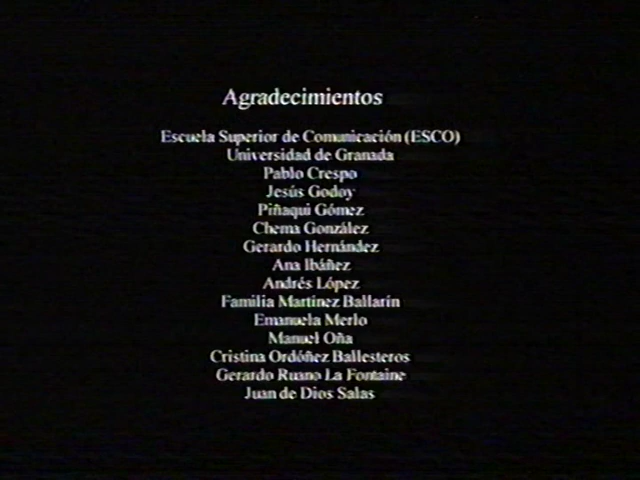 Agradecimientos
Escuela Superior de Comunicación (ESCO)
Universidad de Granada
Pablo Crespo
Jesús Godoy
Piñaqui Gómez
Chema González
Gerardo Hernández
Ana Ibáñez
Andrés López
Familia Martínez Ballarín
Emanuela Merlo
Manuel Oña
Cristina Ordóñez Ballesteros
Gerardo Ruano La Fontaine
Juan de Dios Salas